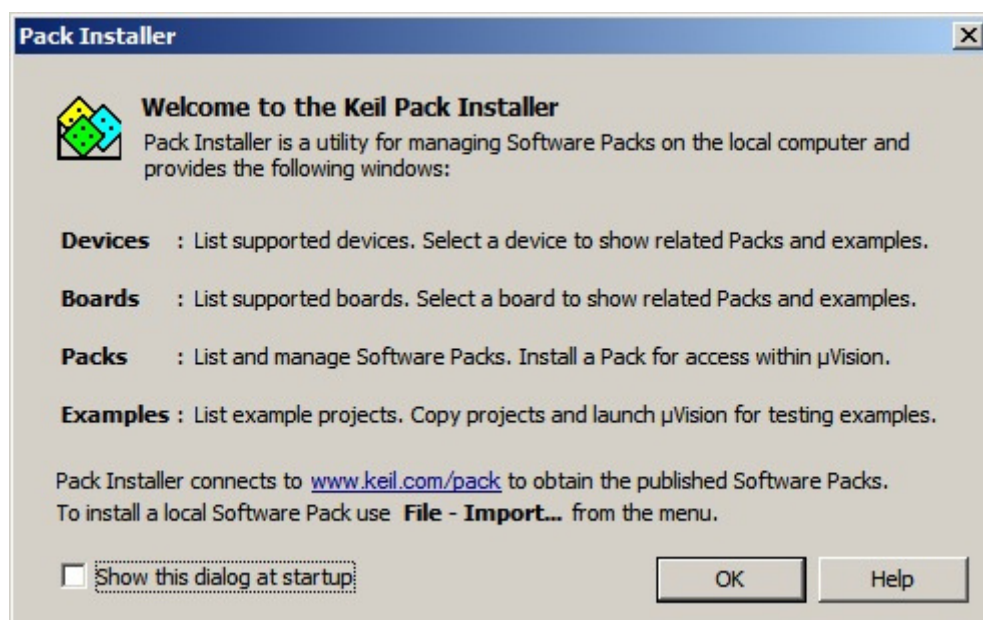 Pack Installer
Welcome to the Keil Pack Installer
Pack Installer is a utility for managing Software Packs on the local computer and
provides the following windows:
Devices : List supported devices. Select a device to show related Packs and examples.
Boards : List supported boards. Select a board to show related Packs and examples.
Packs : List and manage Software Packs. Install a Pack for access within µVision.
Examples : List example projects. Copy projects and launch µVision for testing examples.
Pack Installer connects to www.keil.com/pack to obtain the published Software Packs.
To install a local Software Pack use File - Import... from the menu.
Show this dialog at startup
OK
Help